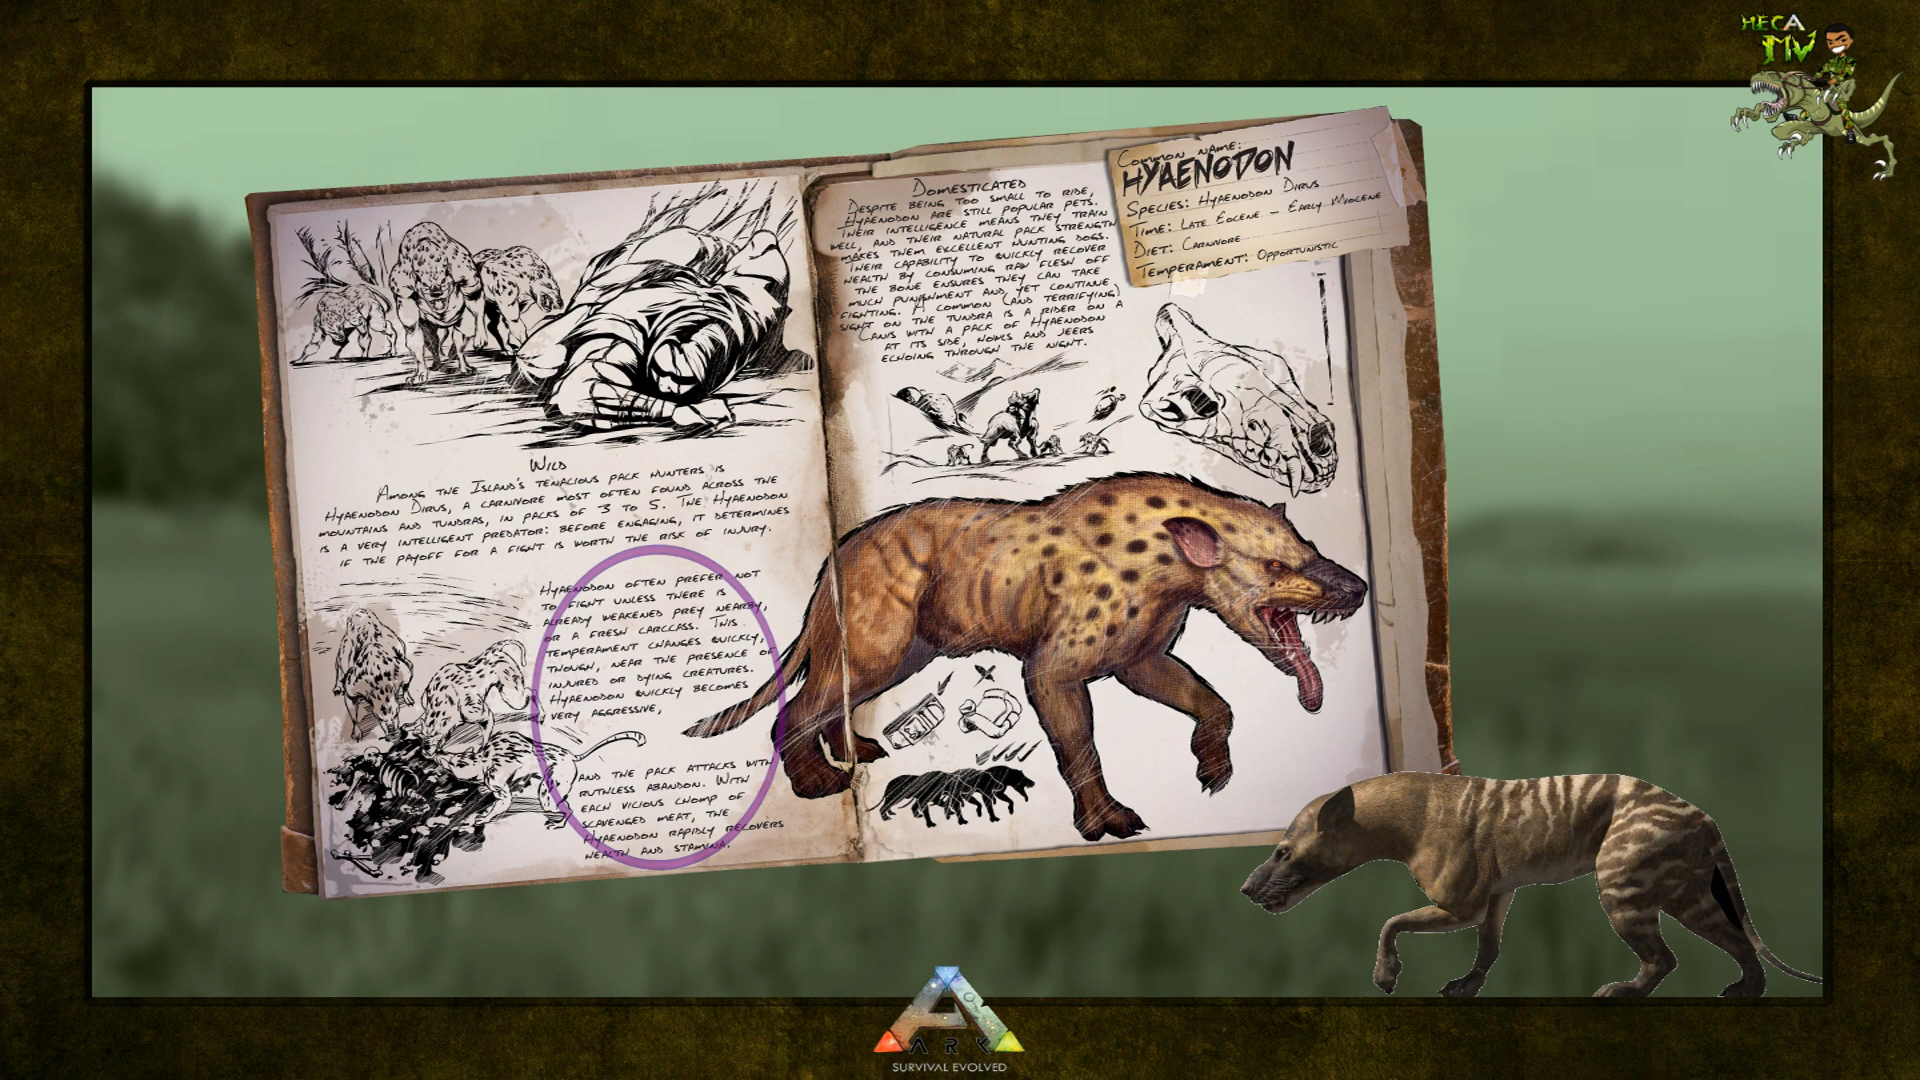 HECA
MV
Common name:
Hyaenodon
Species: Hyaenodon Dirus
Time: Late Eocene - Early Myocene
Diet: Carnivore
Temperament: Opportunistic
Wild
Among the Island's tenacious pack hunters is
Hyaenodon Dirus, a carnivore most often found across the
mountains and tundras, in packs of 3 to 5. The Hyaenodon
is a very intelligent predator: before engaging, it determines
if the payoff for a fight is worth the risk of injury.
Hyaenodon often prefer not
to fight unless there is
already weakened prey nearby,
or a fresh carccass. This
temperament changes quickly,
though, near the presence of
injured or dying creatures.
Hyaenodon quickly becomes
very aggressive,
and the pack attacks with
ruthless abandon. With
each vicious chomp of
scavenged meat, the
Hyaenodon rapidly recovers
health and stamina.
Domesticated
Despite being too small to ride,
Hyaenodon are still popular pets.
Their intelligence means they train
well, and their natural pack strength
makes them excellent hunting dogs.
Their capability to quickly recover
health by consuming raw flesh off
the bone ensures they can take
much punishment and yet continue
fighting. A common (and terrifying)
sight on the tundra is a rider on a
Canis with a pack of Hyaenodon
at its side, howls and jeers
echoing through the night.
ARK
SURVIVAL EVOLVED